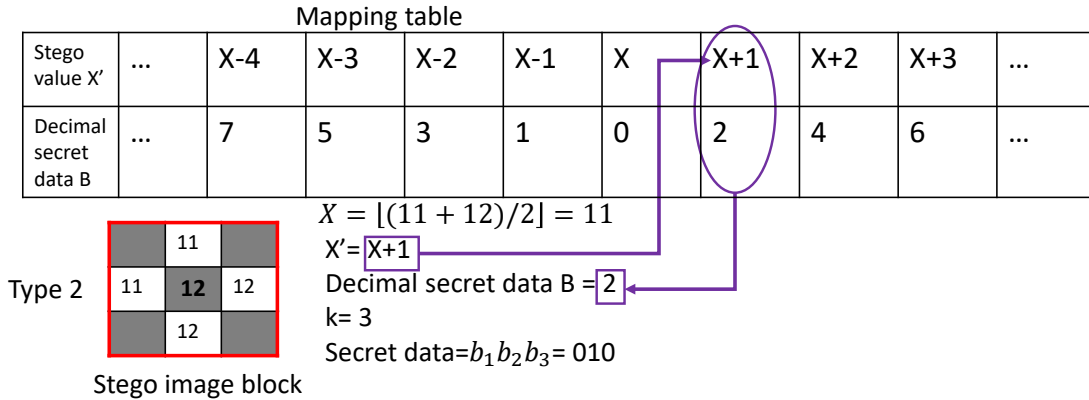 Mapping table
Stego value X’ ... X-4 X-3 X-2 X-1 X X+1 X+2 X+3 ...
Decimal secret data B ... 7 5 3 1 0 2 4 6 ...
X = ⌊(11 + 12)/2⌋ = 11
X’= X+1
Decimal secret data B = 2
k= 3
Secret data=b₁b₂b₃= 010
Type 2
11
11 12 12
12
Stego image block